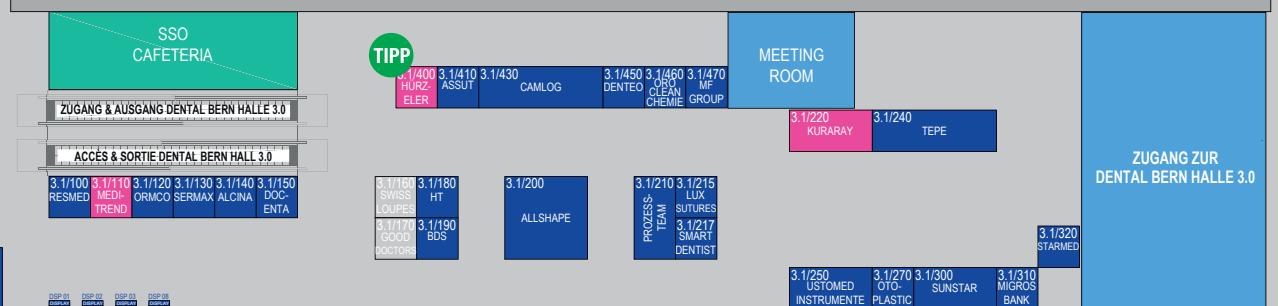 SSO
CAFETERIA
TIPP
3.1/400
HÜRZ-
ELER
3.1/410
ASSUT
3.1/430
CAMLOG
3.1/450
DENTEO
3.1/460
ORO
CLEAN
CHEMIE
3.1/470
MF
GROUP
MEETING
ROOM
ZUGANG & AUSGANG DENTAL BERN HALLE 3.0
ACCÈS & SORTIE DENTAL BERN HALL 3.0
3.1/220
KURARAY
3.1/240
TEPE
ZUGANG ZUR
DENTAL BERN HALLE 3.0
3.1/100
RESMED
3.1/110
MEDI-
TREND
3.1/120
ORMCO
3.1/130
SERMAX
3.1/140
ALCINA
3.1/150
DOC-
ENTA
3.1/160
SWISS
LOUPES
3.1/180
HT
3.1/170
GOOD
DOCTORS
3.1/190
BDS
3.1/200
ALLSHAPE
3.1/210
PROZESS-
TEAM
3.1/215
LUX
SUTURES
3.1/217
SMART
DENTIST
3.1/320
STARMED
3.1/250
USTOMED
INSTRUMENTE
3.1/270
OTO-
PLASTIC
3.1/300
SUNSTAR
3.1/310
MIGROS
BANK
DSP 01
DISPLAY
DSP 02
DISPLAY
DSP 03
DISPLAY
DSP 08
DISPLAY